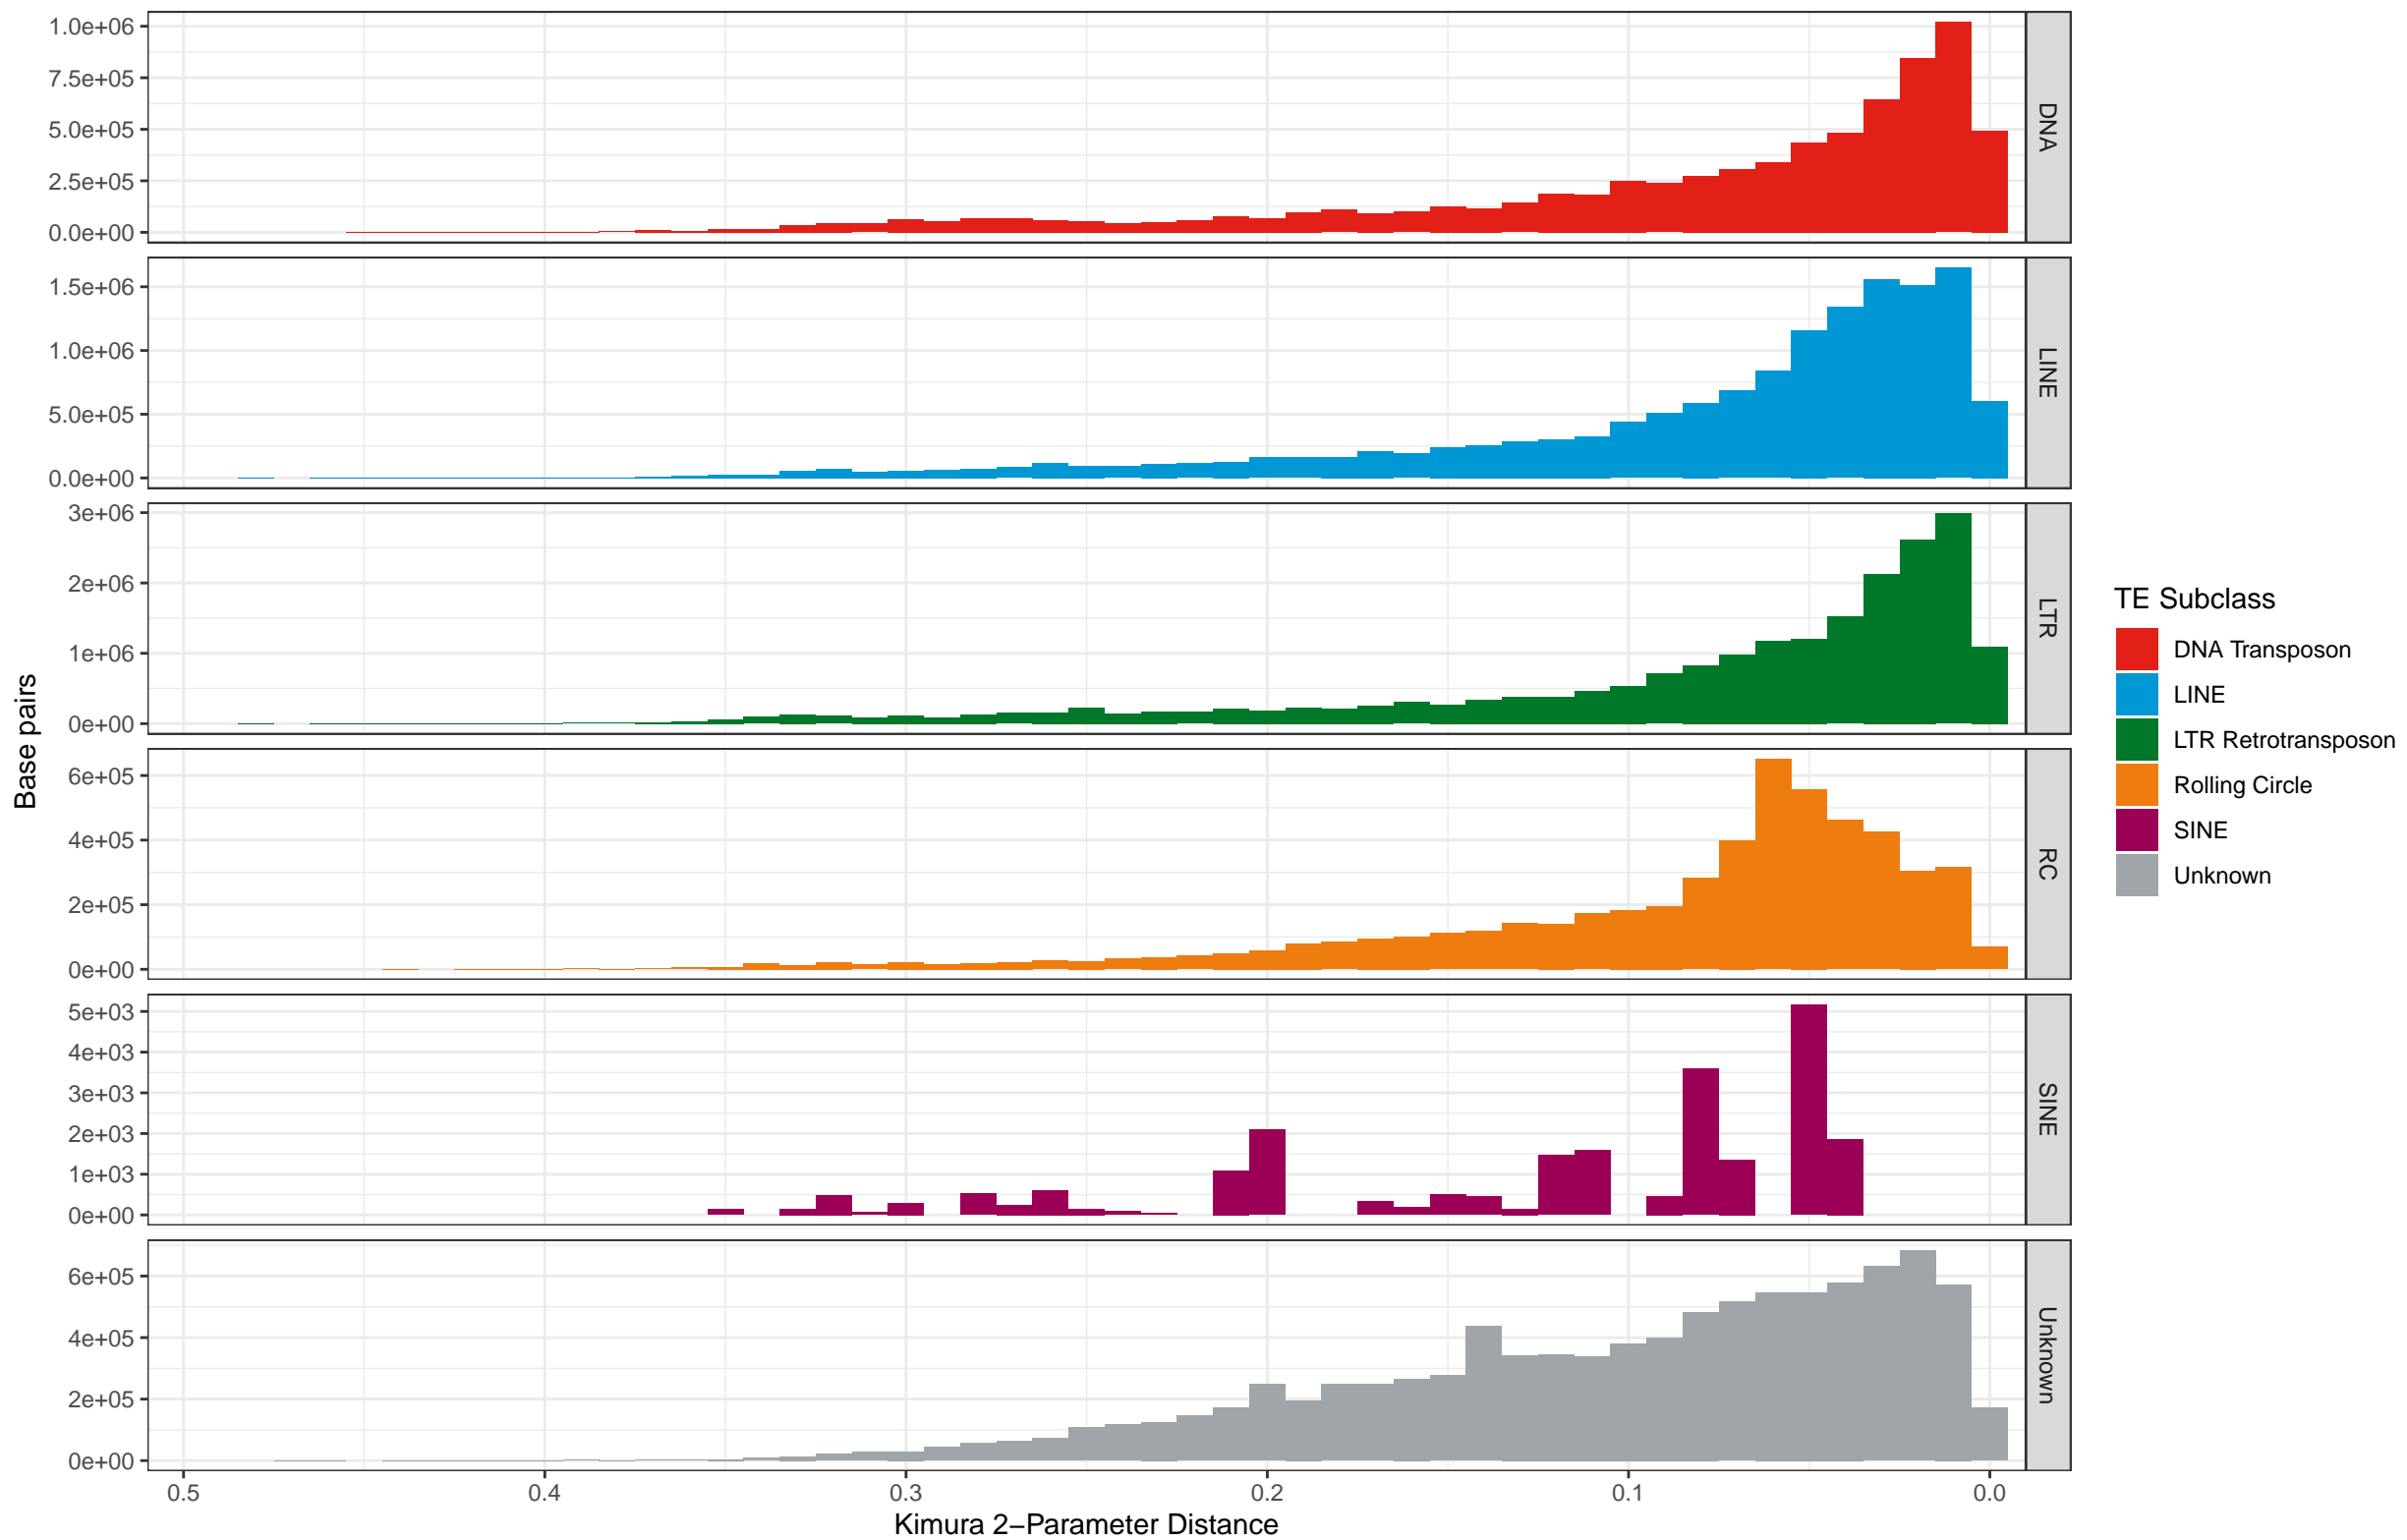 Base pairs
1.0e+06
7.5e+05
5.0e+05
2.5e+05
0.0e+00
DNA
1.5e+06
1.0e+06
5.0e+05
0.0e+00
LINE
3e+06
2e+06
1e+06
0e+00
LTR
6e+05
4e+05
2e+05
0e+00
RC
5e+03
4e+03
3e+03
2e+03
1e+03
0e+00
SINE
6e+05
4e+05
2e+05
0e+00
Unknown
0.5 0.4 0.3 0.2 0.1 0.0
Kimura 2−Parameter Distance
TE Subclass
DNA Transposon
LINE
LTR Retrotransposon
Rolling Circle
SINE
Unknown